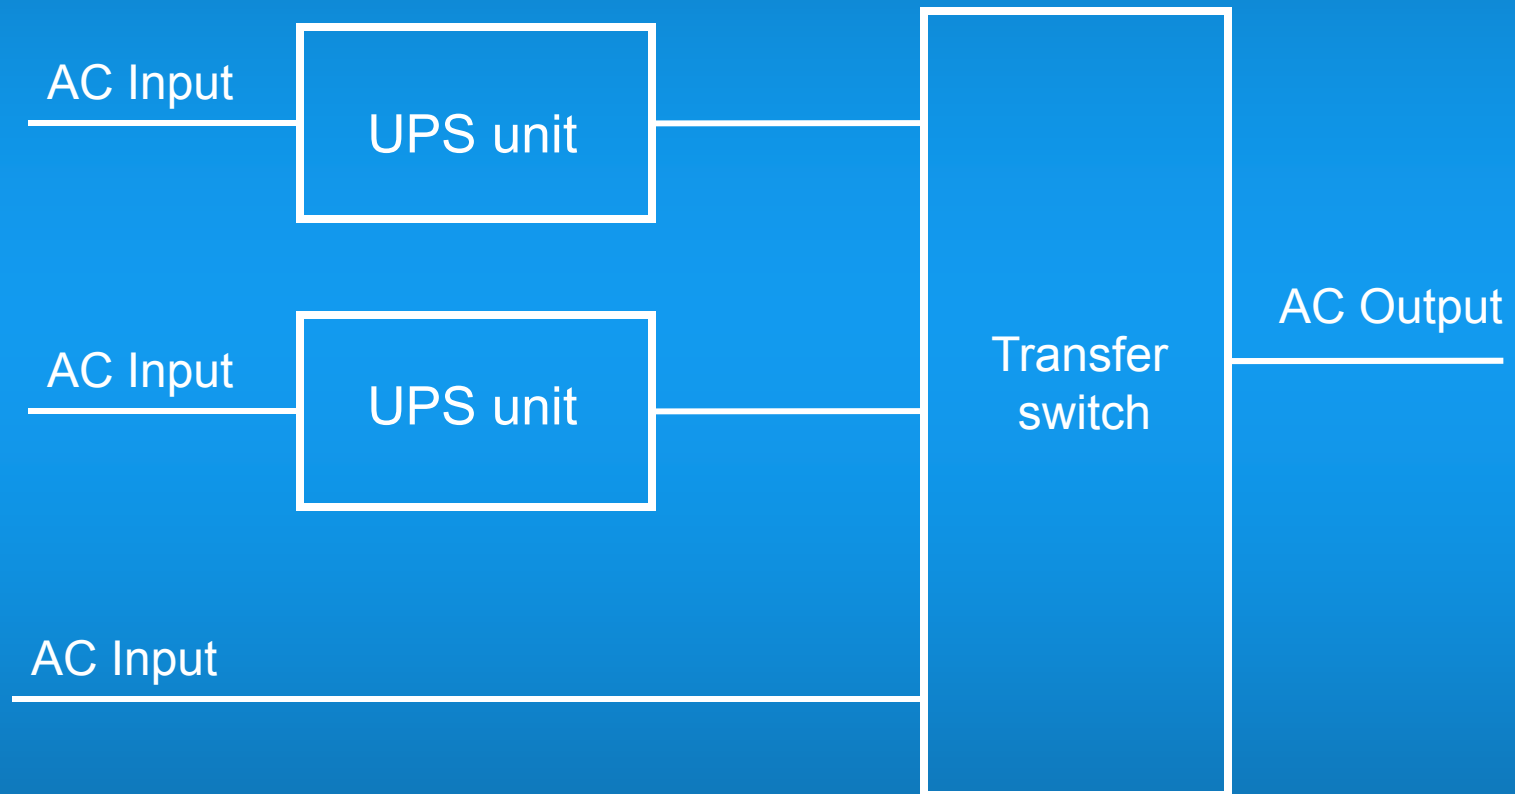 AC Input
UPS unit
AC Input
UPS unit
AC Input
Transfer
switch
AC Output